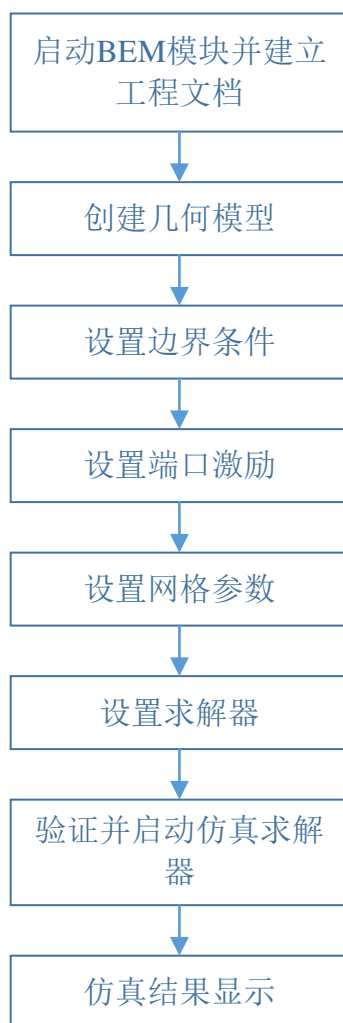 启动BEM模块并建立
工程文档
创建几何模型
设置边界条件
设置端口激励
设置网格参数
设置求解器
验证并启动仿真求解
器
仿真结果显示